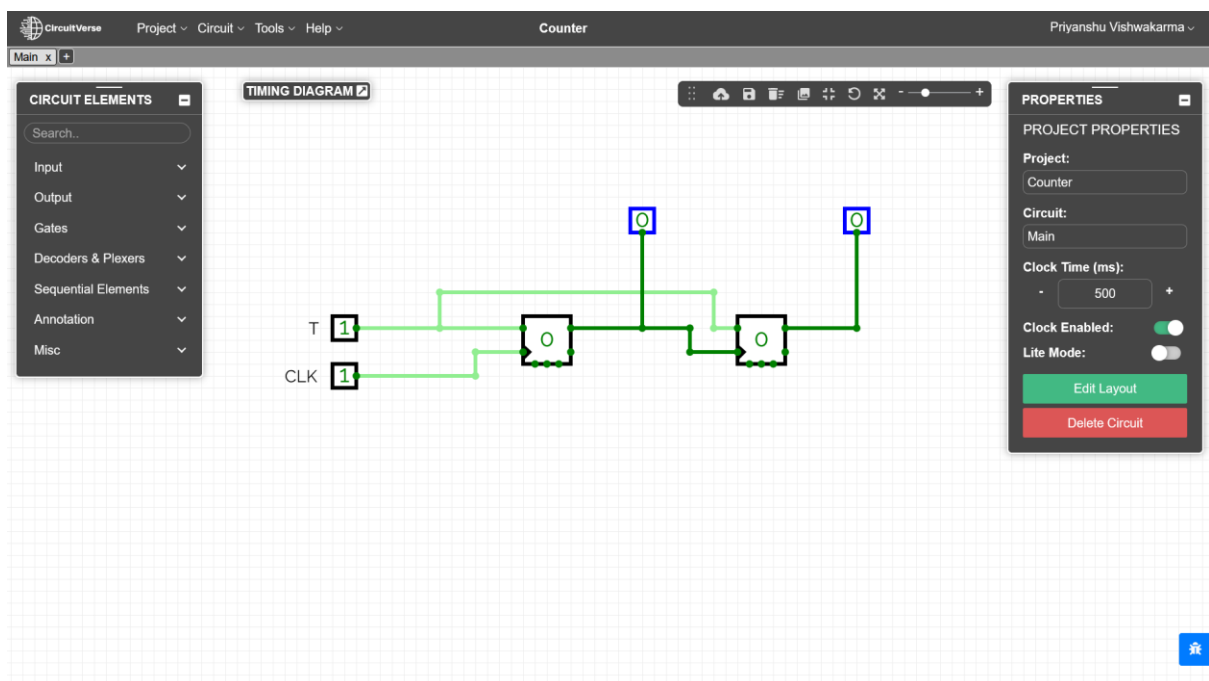 CircuitVerse Project Circuit Tools Help Counter Priyanshu Vishwakarma
Main x +
CIRCUIT ELEMENTS
Search..
Input
Output
Gates
Decoders & Plexers
Sequential Elements
Annotation
Misc
TIMING DIAGRAM
- +
0 0
T 1 0 0
CLK 1
PROPERTIES
PROJECT PROPERTIES
Project:
Counter
Circuit:
Main
Clock Time (ms):
- 500 +
Clock Enabled:
Lite Mode:
Edit Layout
Delete Circuit